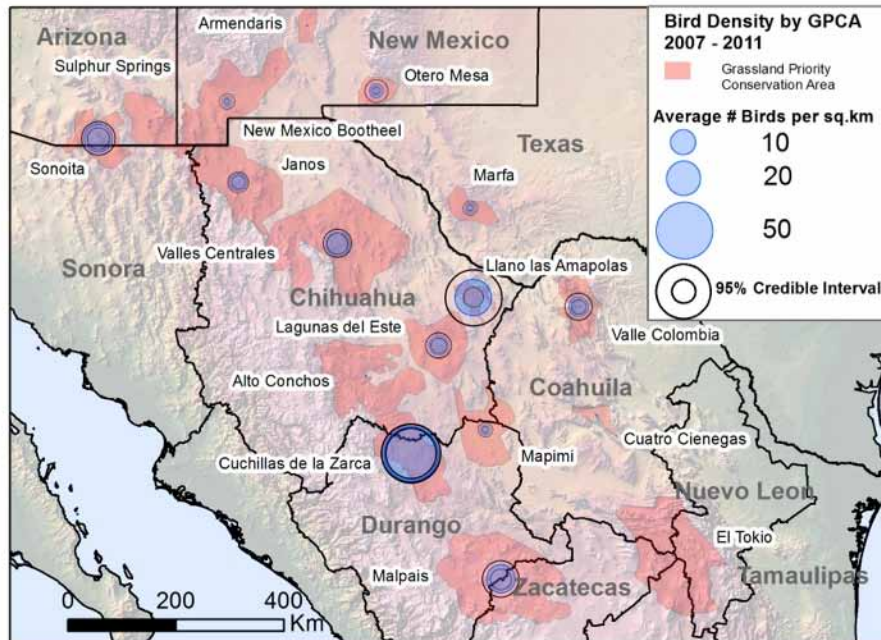 Armendaris
Arizona
New Mexico
Sulphur Springs
Otero Mesa
New Mexico Bootheel
Texas
Sonoita
Janos
Marfa
Valles Centrales
Llano las Amapolas
Sonora
Chihuahua
Lagunas del Este
Valle Colombia
Alto Conchos
Coahuila
Cuatro Cienegas
Cuchillas de la Zarca
Mapimi
Nuevo Leon
Durango
El Tokio
Malpais
Zacatecas
Tamaulipas
0 200 400
Km
Bird Density by GPCA
2007 - 2011
Grassland Priority
Conservation Area
Average # Birds per sq.km
10
20
50
95% Credible Interval